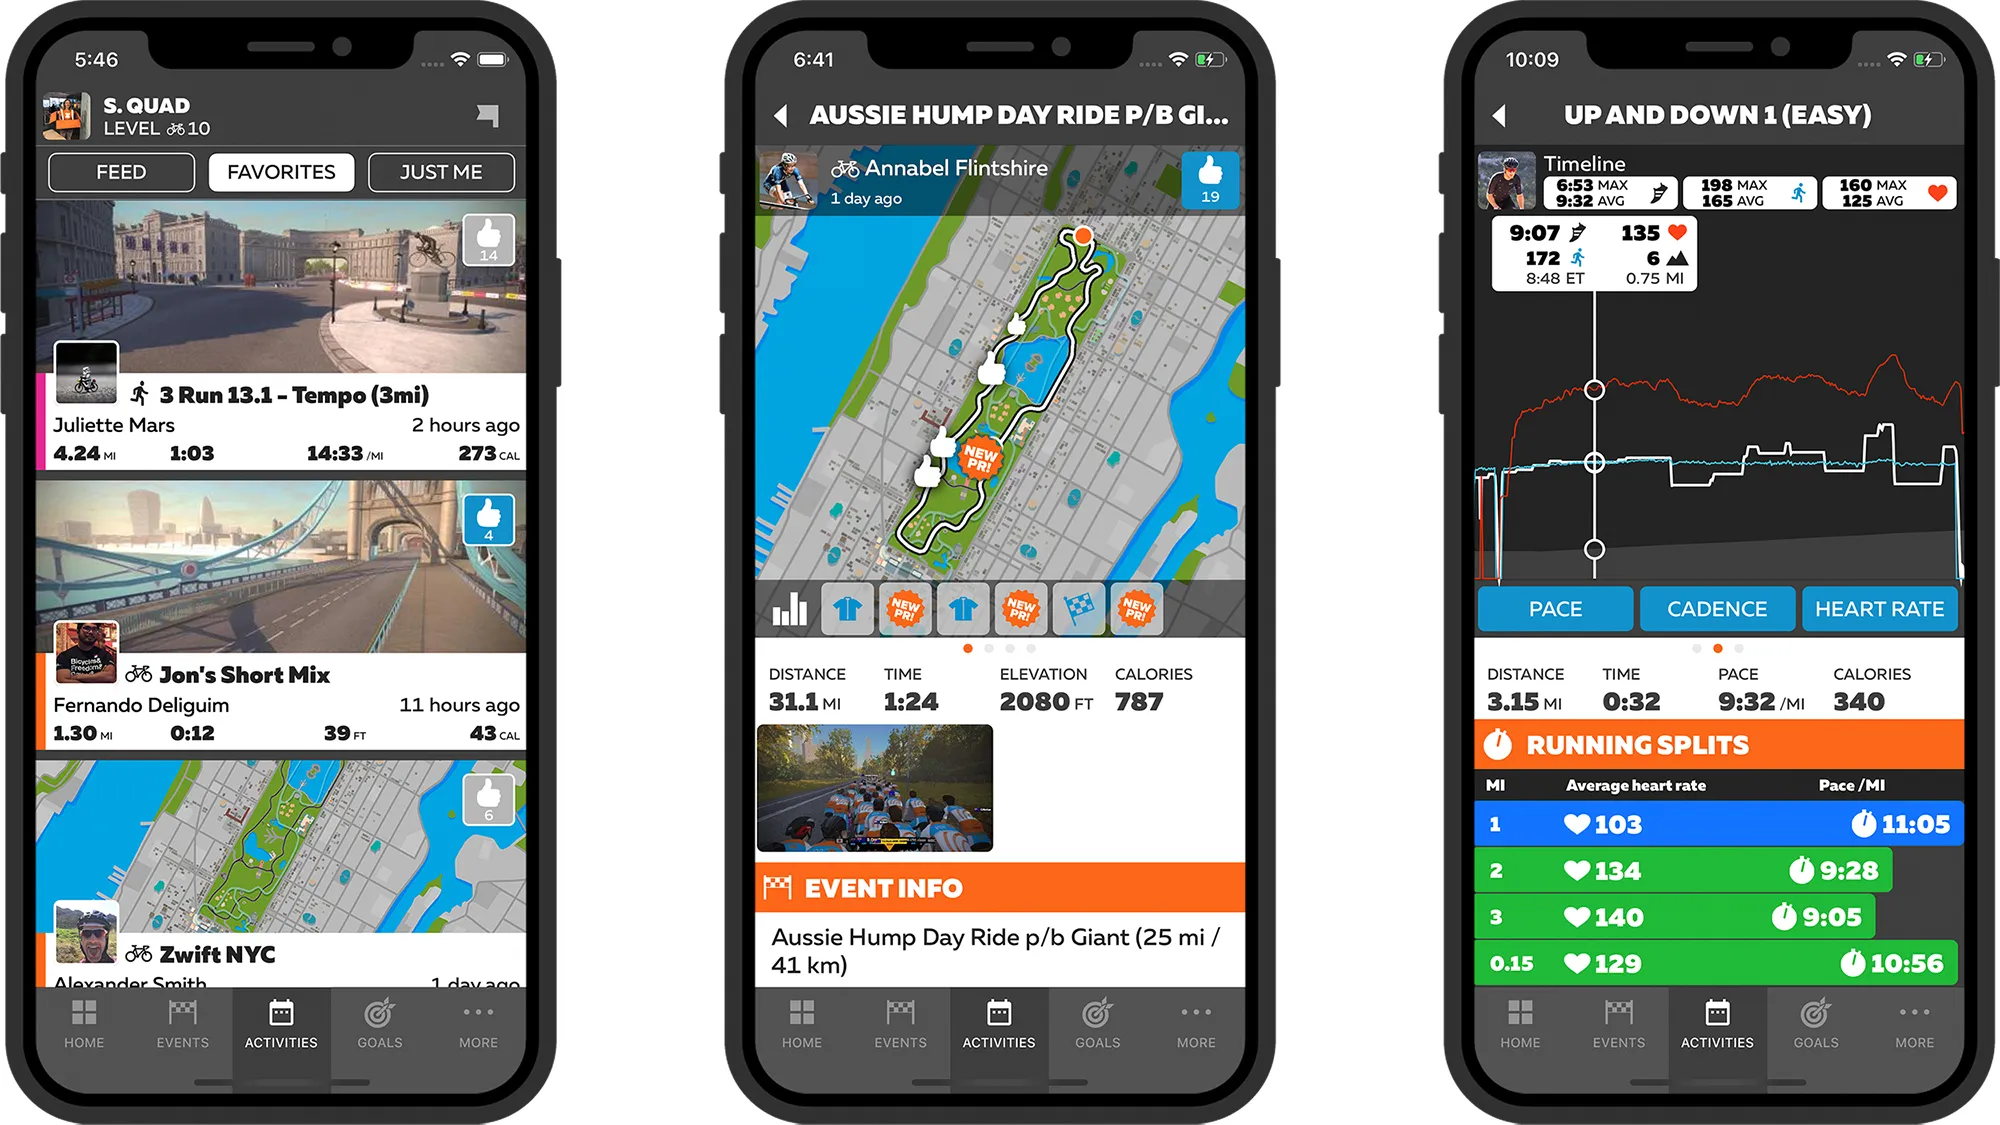 5:46
S. QUAD
LEVEL 10
FEED FAVORITES JUST ME
14
3 Run 13.1 - Tempo (3mi)
Juliette Mars 2 hours ago
4.24 MI 1:03 14:33 /MI 273 CAL
4
Bicycles&
Freedom&
Jon's Short Mix
Fernando Deliguim 11 hours ago
1.30 MI 0:12 39 FT 43 CAL
6
Zwift NYC
Alexander Smith 1 day ago
HOME EVENTS ACTIVITIES GOALS MORE
6:41
AUSSIE HUMP DAY RIDE P/B GI...
Annabel Flintshire
1 day ago
19
NEW
PR!
NEW PR! NEW PR! NEW PR!
DISTANCE TIME ELEVATION CALORIES
31.1 MI 1:24 2080 FT 787
EVENT INFO
Aussie Hump Day Ride p/b Giant (25 mi /
41 km)
HOME EVENTS ACTIVITIES GOALS MORE
10:09
UP AND DOWN 1 (EASY)
Timeline
6:53 MAX 198 MAX 160 MAX
9:32 AVG 165 AVG 125 AVG
9:07 135
172 6
8:48 ET 0.75 MI
PACE CADENCE HEART RATE
DISTANCE TIME PACE CALORIES
3.15 MI 0:32 9:32 /MI 340
RUNNING SPLITS
MI Average heart rate Pace /MI
1 103 11:05
2 134 9:28
3 140 9:05
0.15 129 10:56
HOME EVENTS ACTIVITIES GOALS MORE